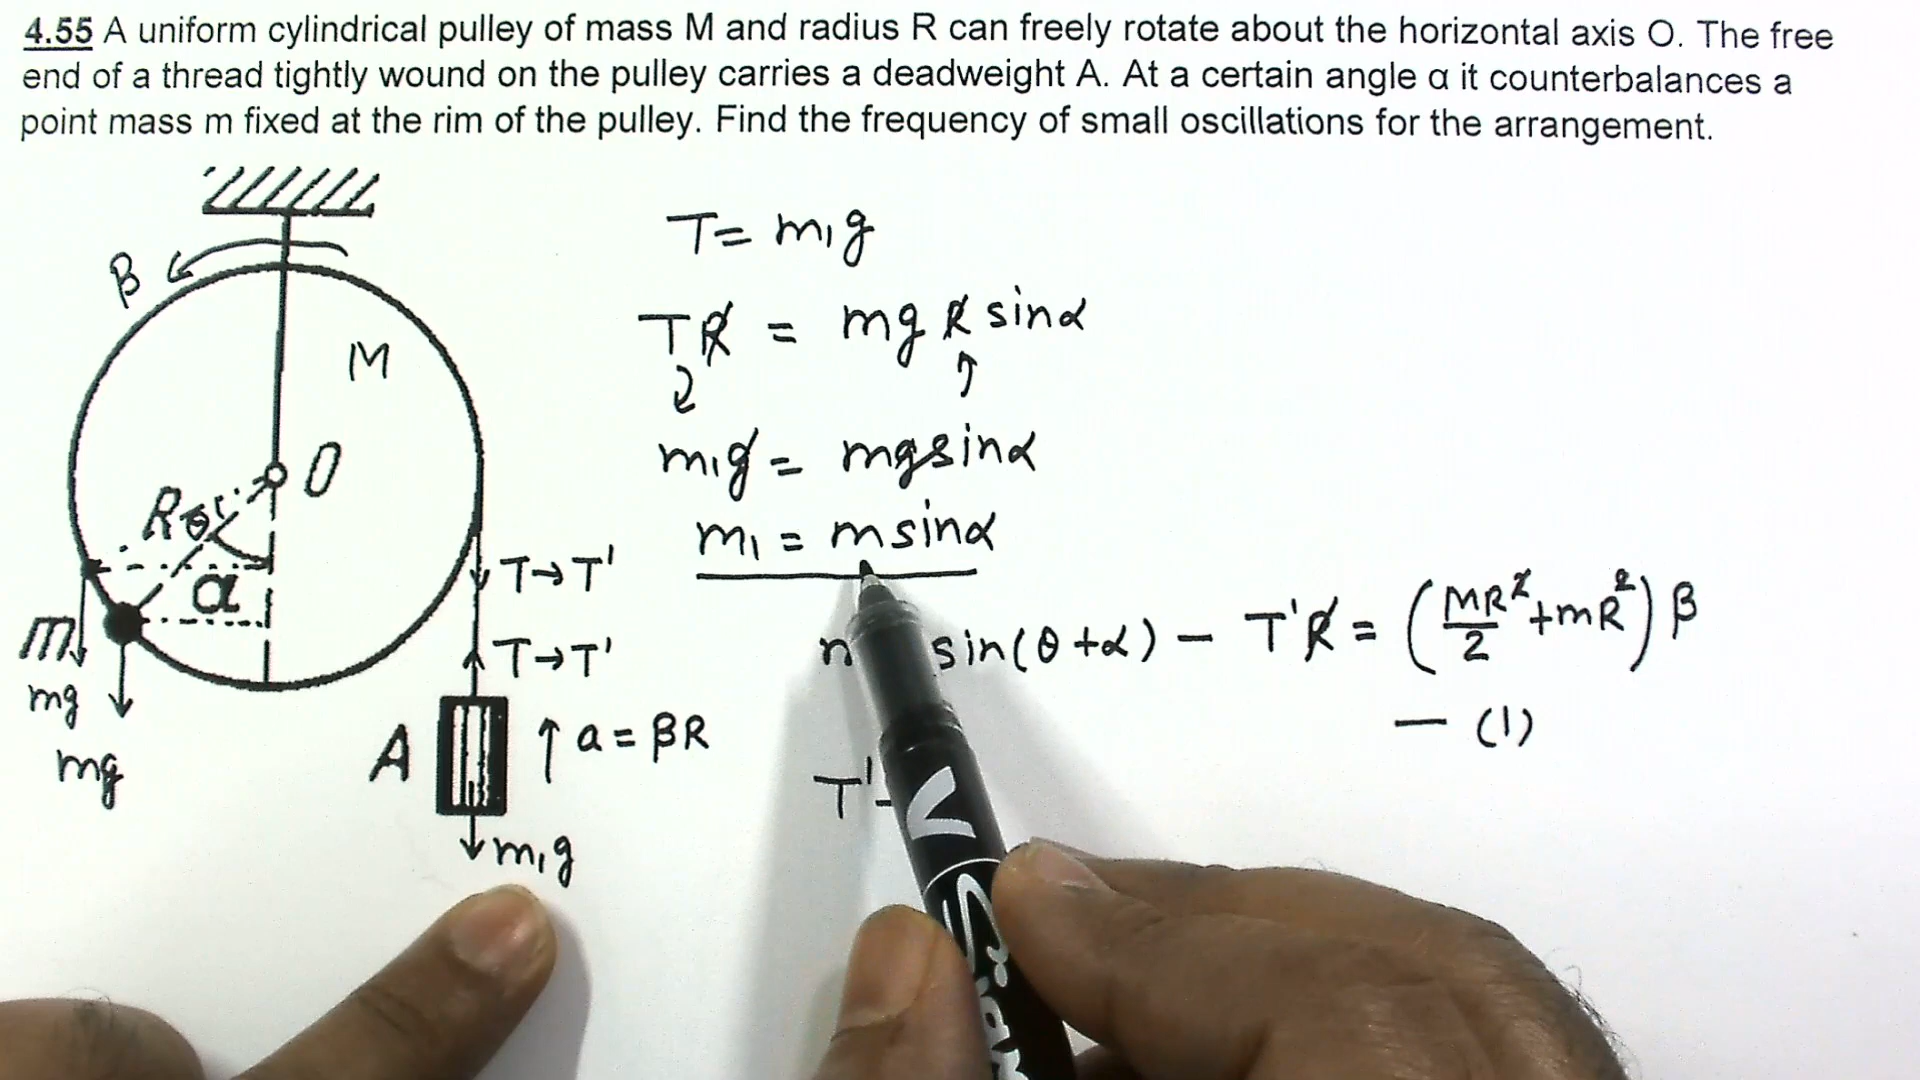 4.55 A uniform cylindrical pulley of mass M and radius R can freely rotate about the horizontal axis O. The free
end of a thread tightly wound on the pulley carries a deadweight A. At a certain angle α it counterbalances a
point mass m fixed at the rim of the pulley. Find the frequency of small oscillations for the arrangement.
T = m₁g
β
M
TR = mgR sinα
O
m₁g = mgsinα
R
θ
m₁ = msinα
T→T'
α
m
sin(θ+α) - T'R = (MR²/2 + mR²)β
T→T'
mg
— (1)
A
a = βR
mg
T' -
m₁g
V